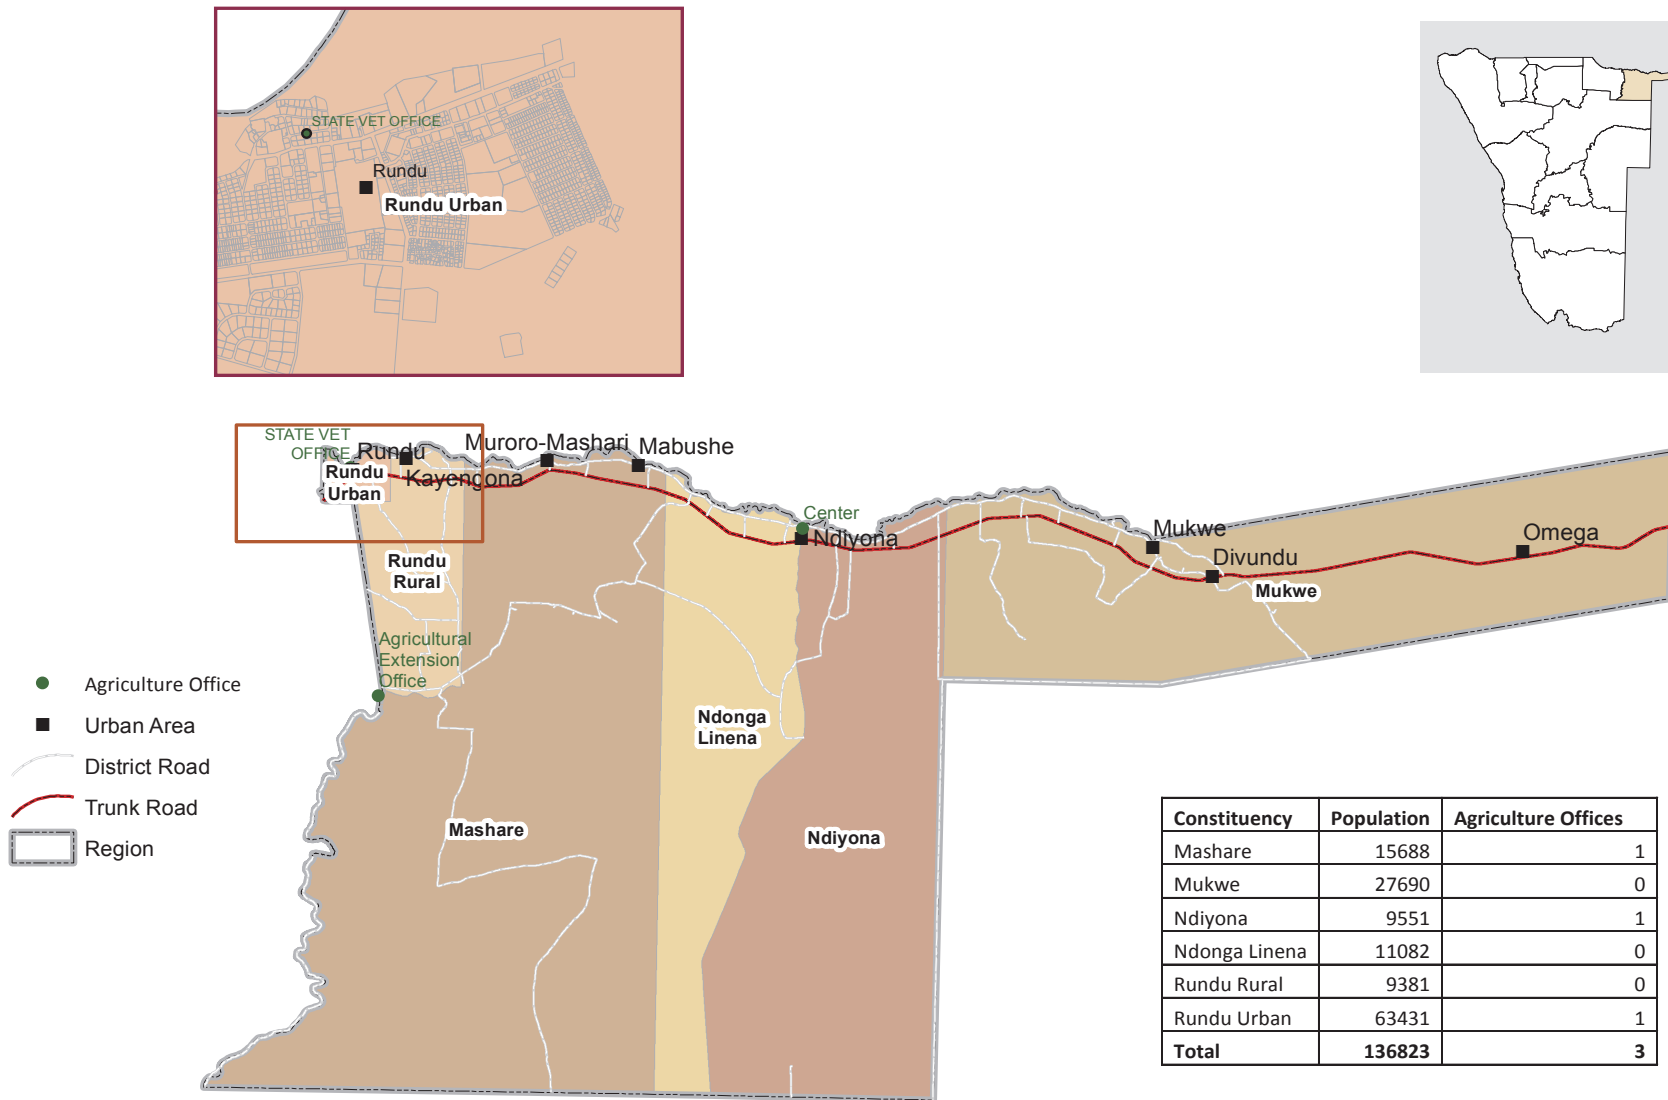 STATE VET OFFICE
Rundu
Rundu Urban
STATE VET
OFFICE
Rundu
Rundu
Urban
Kayengona
Muroro-Mashari
Mabushe
Center
Ndiyona
Mukwe
Divundu
Omega
Mukwe
Rundu
Rural
Agricultural
Extension
Office
Ndonga
Linena
Mashare
Ndiyona
Agriculture Office
Urban Area
District Road
Trunk Road
Region
Constituency Population Agriculture Offices
Mashare 15688 1
Mukwe 27690 0
Ndiyona 9551 1
Ndonga Linena 11082 0
Rundu Rural 9381 0
Rundu Urban 63431 1
Total 136823 3